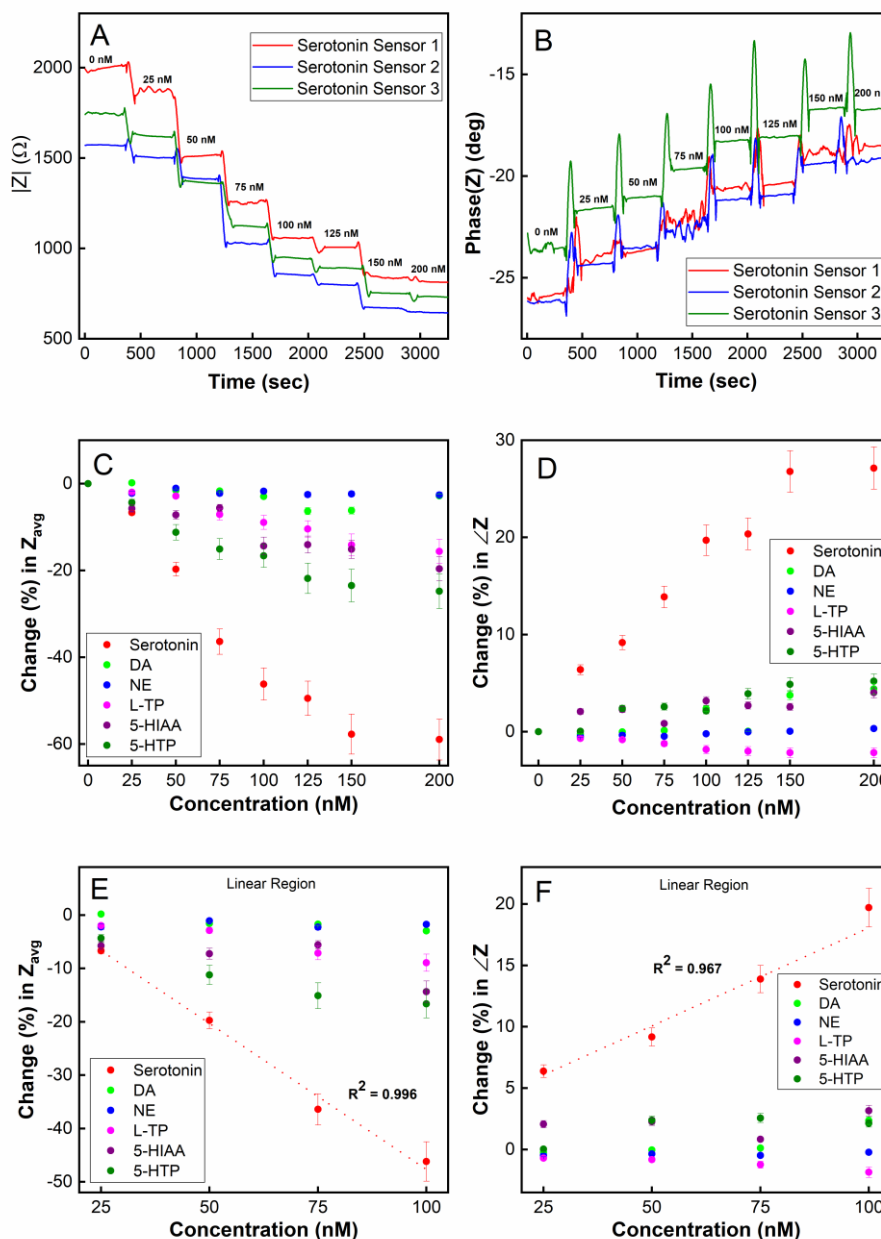 A
Serotonin Sensor 1
Serotonin Sensor 2
Serotonin Sensor 3
0 nM
25 nM
50 nM
75 nM
100 nM
125 nM
150 nM
200 nM
2000
1500
1000
500
|Z| (Ω)
0 500 1000 1500 2000 2500 3000
Time (sec)
B
-15
-20
-25
Phase(Z) (deg)
0 nM
25 nM
50 nM
75 nM
100 nM
125 nM
150 nM
200 nM
Serotonin Sensor 1
Serotonin Sensor 2
Serotonin Sensor 3
0 500 1000 1500 2000 2500 3000
Time (sec)
C
0
-20
-40
-60
Change (%) in Zavg
Serotonin
DA
NE
L-TP
5-HIAA
5-HTP
0 25 50 75 100 125 150 200
Concentration (nM)
D
30
20
10
0
Change (%) in ∠Z
Serotonin
DA
NE
L-TP
5-HIAA
5-HTP
0 25 50 75 100 125 150 200
Concentration (nM)
E
Linear Region
0
-10
-20
-30
-40
-50
Change (%) in Zavg
R2 = 0.996
Serotonin
DA
NE
L-TP
5-HIAA
5-HTP
25 50 75 100
Concentration (nM)
F
Linear Region
20
15
10
5
0
Change (%) in ∠Z
R2 = 0.967
Serotonin
DA
NE
L-TP
5-HIAA
5-HTP
25 50 75 100
Concentration (nM)